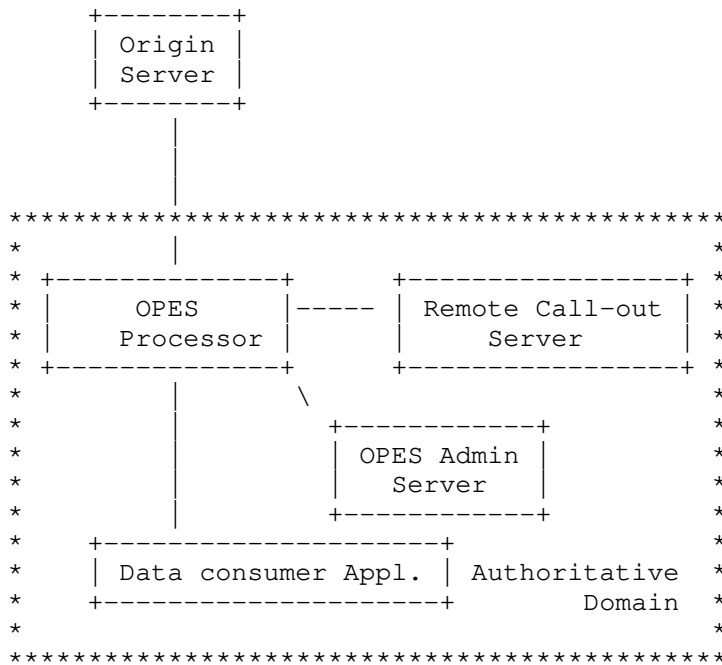 Origin
Server
OPES
Processor
Remote Call-out
Server
OPES Admin
Server
Data consumer Appl.
Authoritative
Domain